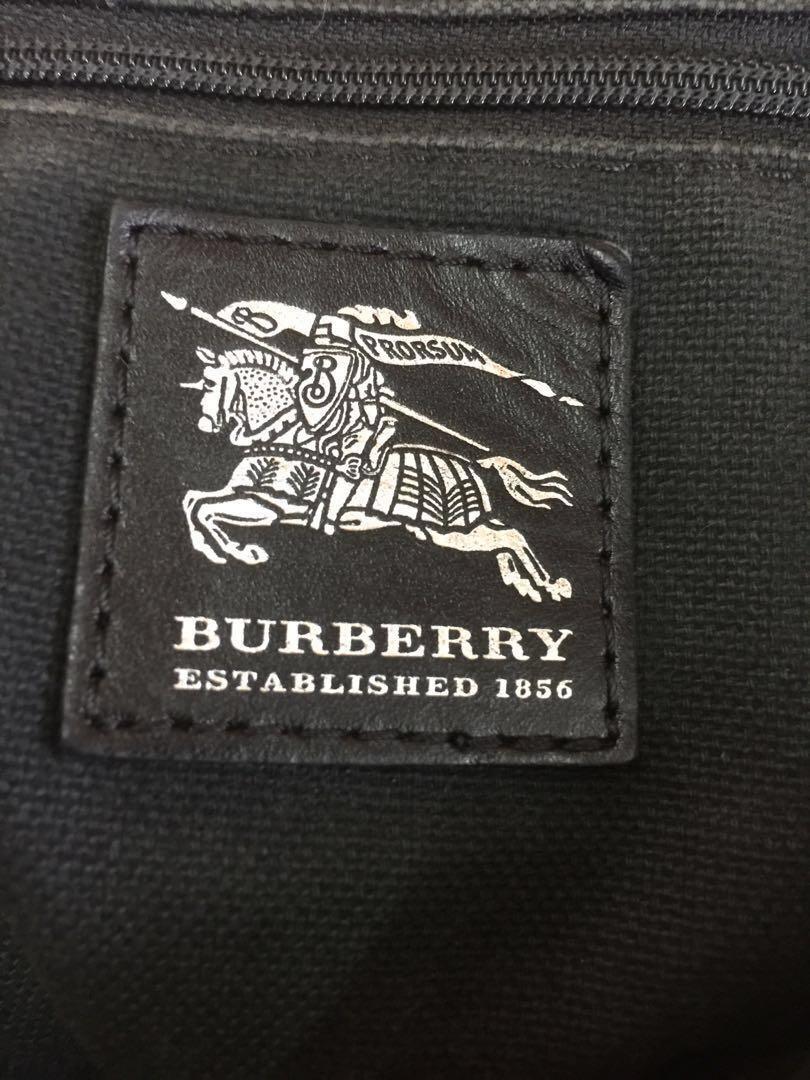 B
PRORSUM
B
BURBERRY
ESTABLISHED 1856